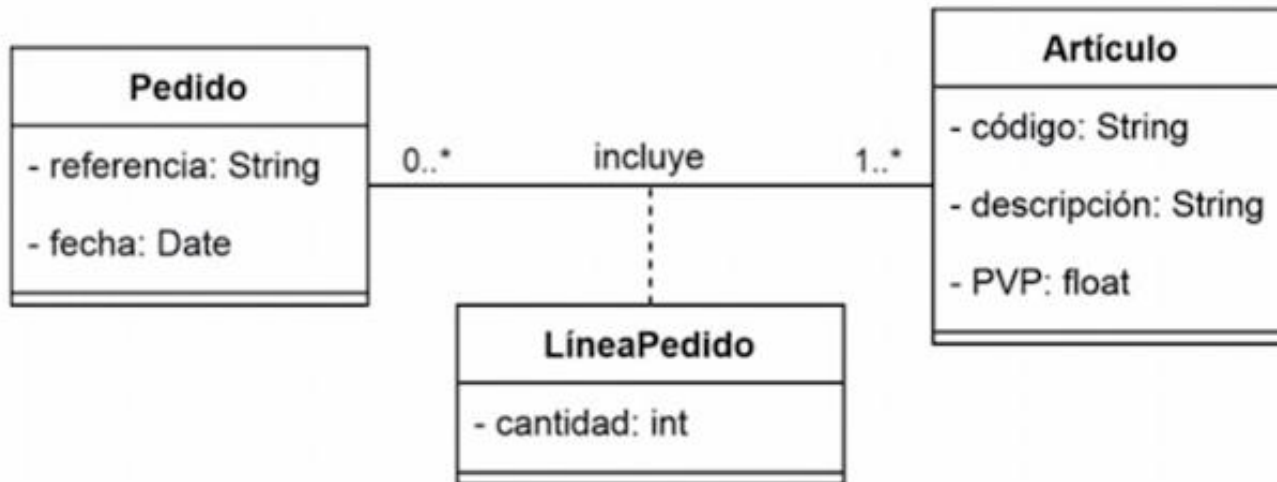 Pedido
- referencia: String
- fecha: Date
0..*
incluye
1..*
Artículo
- código: String
- descripción: String
- PVP: float
LíneaPedido
- cantidad: int